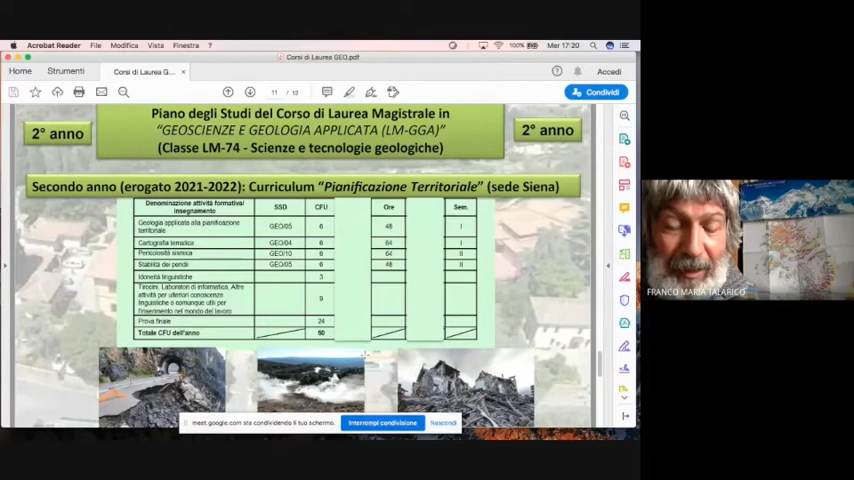 Acrobat Reader File Modifica Vista Finestra ? 100% Mer 17:20
Corsi di Laurea GEO.pdf
Home Strumenti Corsi di Laurea G... × Accedi
11 / 12 Condividi
2° anno
Piano degli Studi del Corso di Laurea Magistrale in
"GEOSCIENZE E GEOLOGIA APPLICATA (LM-GGA)"
(Classe LM-74 - Scienze e tecnologie geologiche)
2° anno
Secondo anno (erogato 2021-2022): Curriculum "Pianificazione Territoriale" (sede Siena)
Denominazione attività formativa/
insegnamento
SSD CFU Ore Sem.
Geologia applicata alla pianificazione
territoriale
GEO/05 6 48 I
Cartografia tematica GEO/04 6 64 I
Pericolosità sismica GEO/10 6 64 II
Stabilità dei pendii GEO/05 6 48 II
Idoneità linguistiche 3
Tirocini, Laboratori di informatica, Altre
attività per ulteriori conoscenze
linguistiche o comunque utili per
l'inserimento nel mondo del lavoro
9
Prova finale 24
Totale CFU dell'anno 60
meet.google.com sta condividendo il tuo schermo. Interrompi condivisione Nascondi
FRANCO MARIA TALARICO